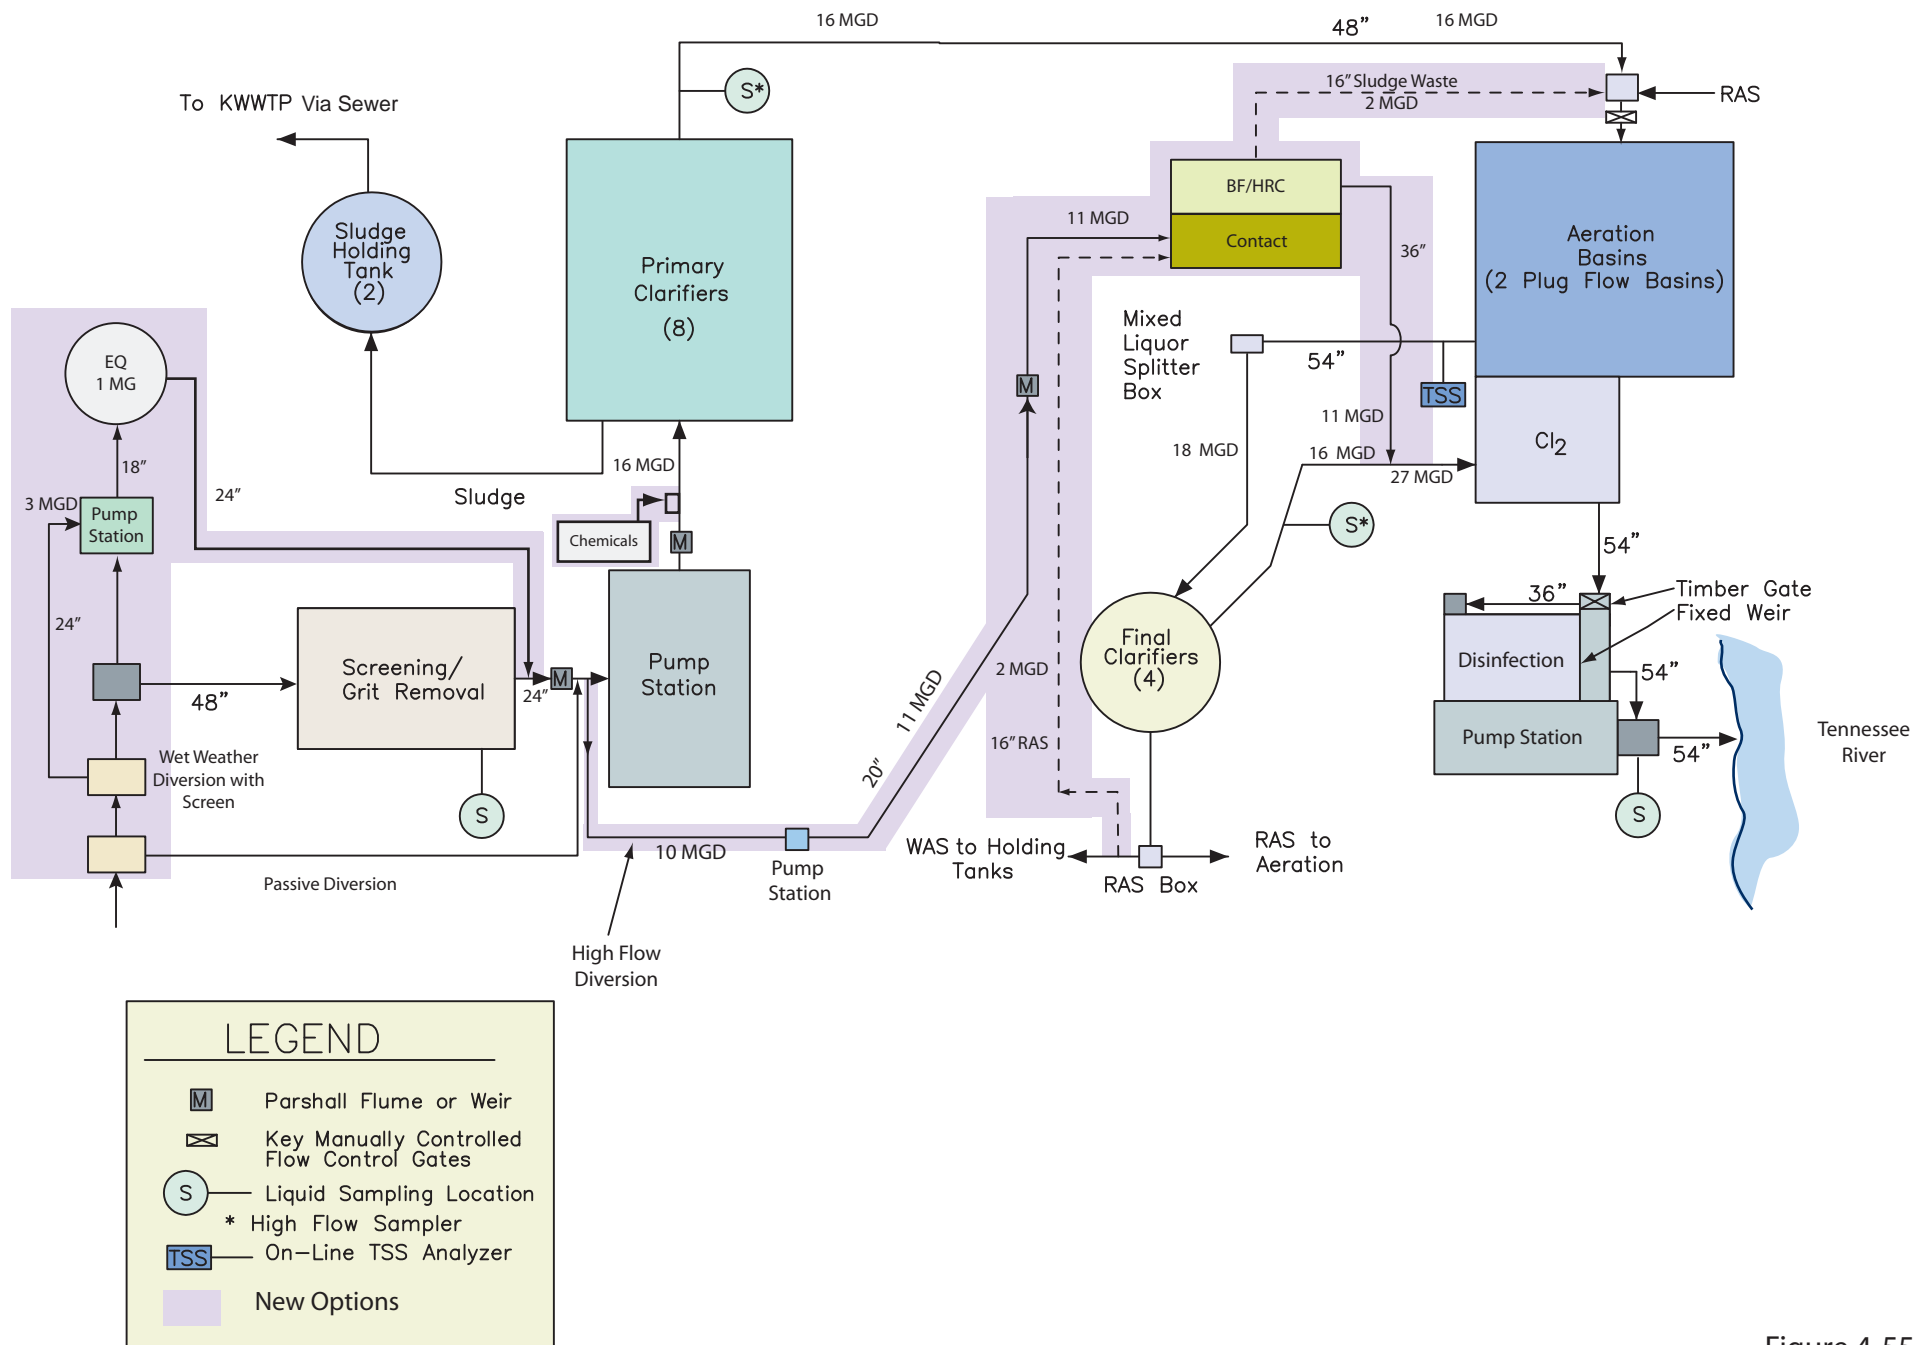 16 MGD
48”
16 MGD
S*
To KWWTP Via Sewer
16” Sludge Waste
2 MGD
RAS
Sludge
Holding
Tank
(2)
Primary
Clarifiers
(8)
BF/HRC
Contact
11 MGD
36”
Aeration
Basins
(2 Plug Flow Basins)
Mixed
Liquor
Splitter
Box
54”
TSS
EQ
1 MG
M
11 MGD
Cl2
18”
16 MGD
18 MGD
16 MGD
27 MGD
24”
Sludge
3 MGD
Pump
Station
Chemicals
M
S*
54”
24”
36”
Timber Gate
Fixed Weir
Screening/
Grit Removal
Pump
Station
Final
Clarifiers
(4)
Disinfection
2 MGD
M
24”
48”
54”
11 MGD
Pump Station
54”
Tennessee
River
16” RAS
20”
Wet Weather
Diversion with
Screen
S
S
10 MGD
Pump
Station
WAS to Holding
Tanks
RAS Box
RAS to
Aeration
Passive Diversion
High Flow
Diversion
LEGEND
M Parshall Flume or Weir
Key Manually Controlled
Flow Control Gates
S Liquid Sampling Location
* High Flow Sampler
TSS On-Line TSS Analyzer
New Options
Figure 4-55